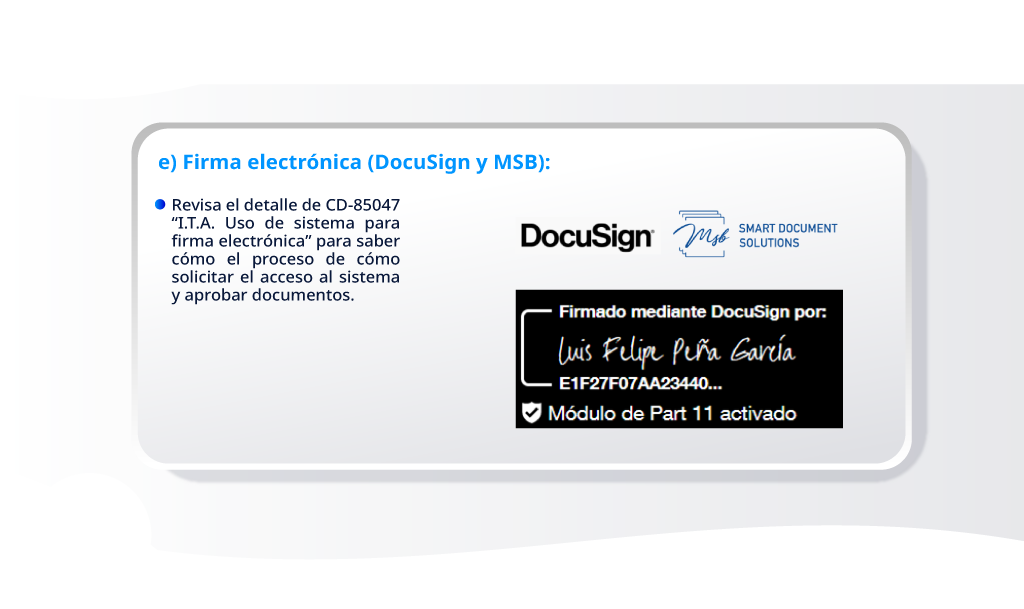 e) Firma electrónica (DocuSign y MSB):
Revisa el detalle de CD-85047
“I.T.A. Uso de sistema para
firma electrónica” para saber
cómo el proceso de cómo
solicitar el acceso al sistema
y aprobar documentos.
DocuSign
Msb SMART DOCUMENT
SOLUTIONS
Firmado mediante DocuSign por:
Luis Felipe Peña García
E1F27F07AA23440...
Módulo de Part 11 activado